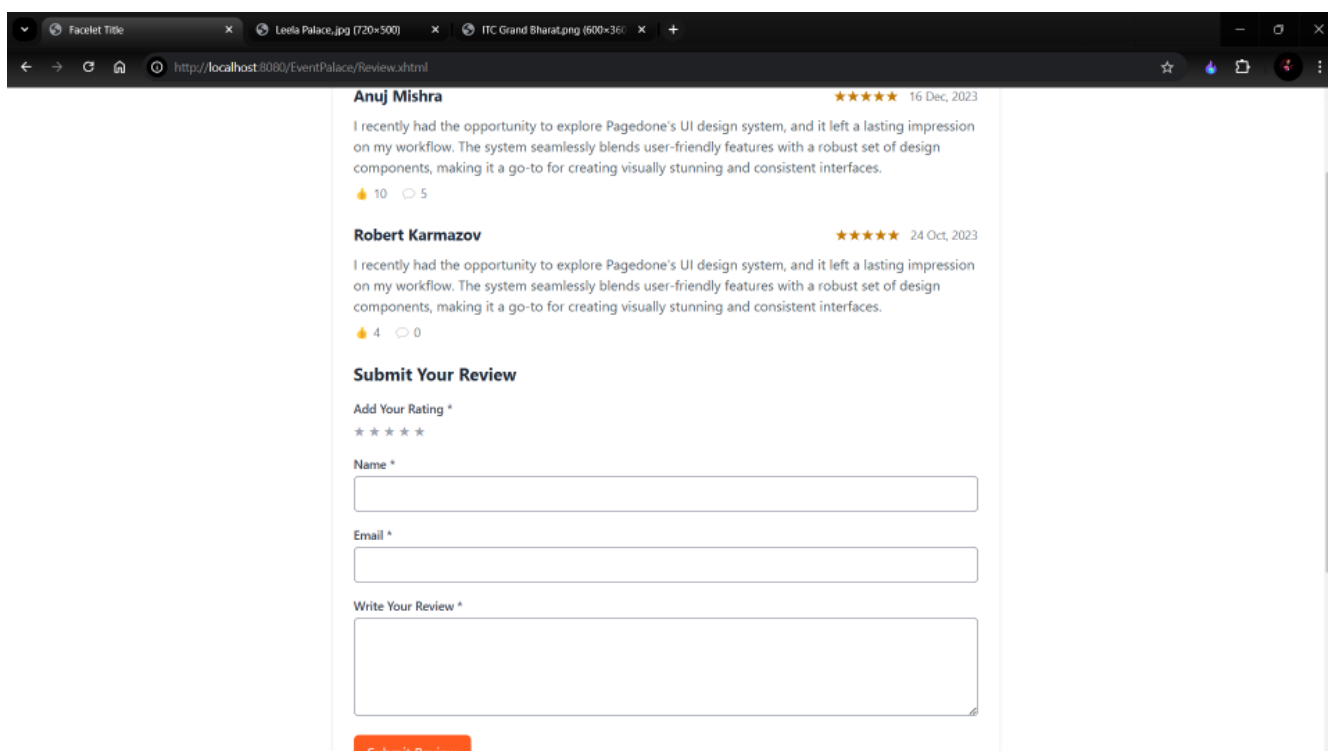 Facelet Title
Leela Palace,.jpg (720×500)
ITC Grand Bharat.png (600×360
http://localhost:8080/EventPalace/Review.xhtml
Anuj Mishra
★★★★★ 16 Dec, 2023
I recently had the opportunity to explore Pagedone's UI design system, and it left a lasting impression
on my workflow. The system seamlessly blends user-friendly features with a robust set of design
components, making it a go-to for creating visually stunning and consistent interfaces.
👍 10 💬 5
Robert Karmazov
★★★★★ 24 Oct, 2023
I recently had the opportunity to explore Pagedone's UI design system, and it left a lasting impression
on my workflow. The system seamlessly blends user-friendly features with a robust set of design
components, making it a go-to for creating visually stunning and consistent interfaces.
👍 4 💬 0
Submit Your Review
Add Your Rating *
★ ★ ★ ★ ★
Name *
Email *
Write Your Review *
Submit Review